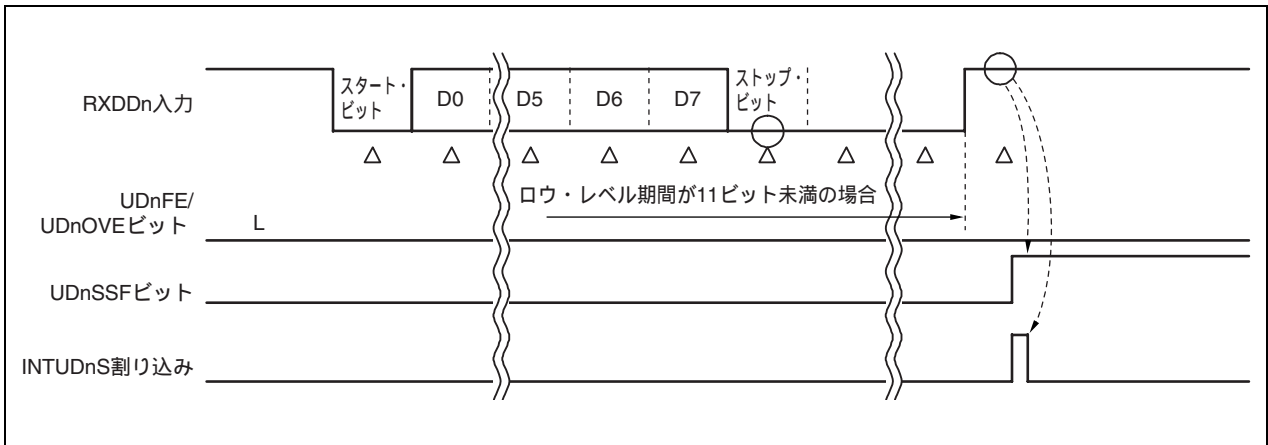 RXDDn入力
スタート・
ビット
D0
D5
D6
D7
ストップ・
ビット
ロウ・レベル期間が11ビット未満の場合
UDnFE/
UDnOVEビット
L
UDnSSFビット
INTUDnS割り込み